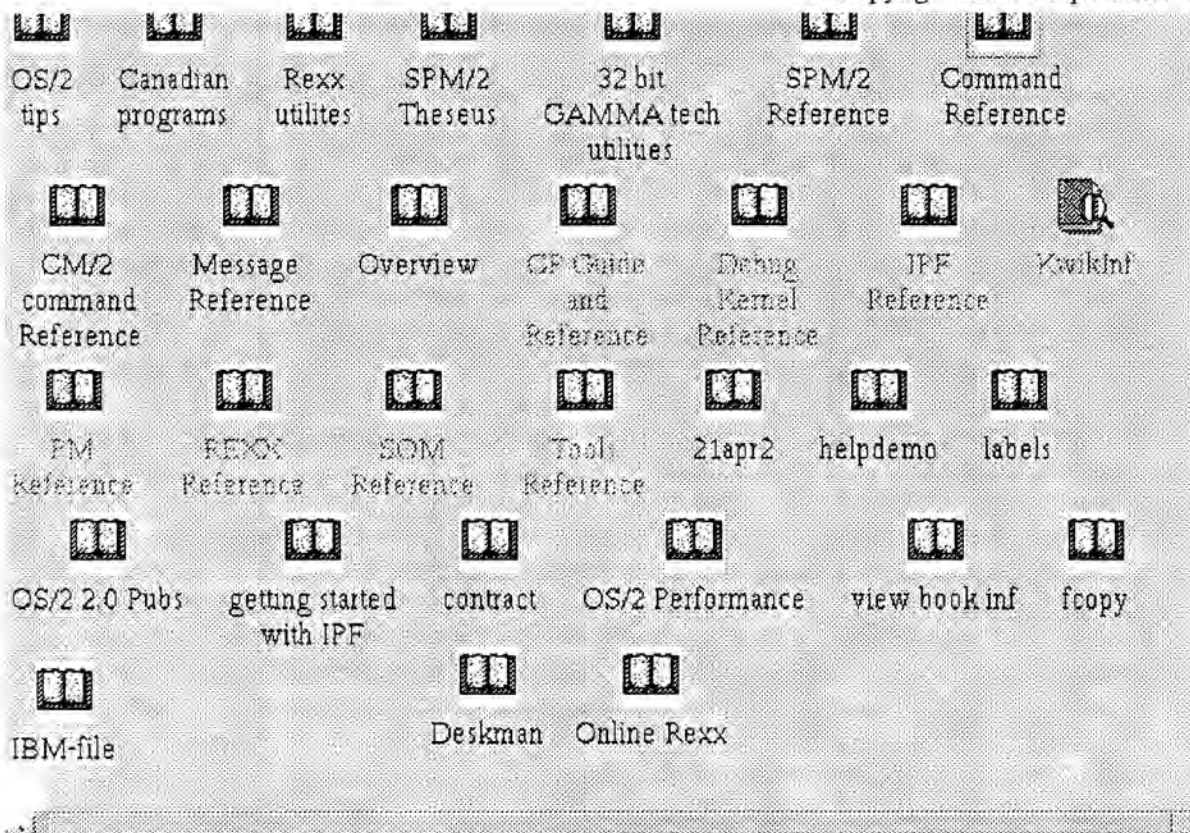 OS/2 Canadian Rexx SPM/2 32 bit SPM/2 Command
tips programs utilites Theseus GAMMA tech Reference Reference
utilities
CM/2 Message Overview CP Guide Debug IPF KwikInf
command Reference and Kernel Reference
Reference Reference Reference
PM REXX SOM Tools 21apr2 helpdemo labels
Reference Reference Reference Reference
OS/2 2.0 Pubs getting started contract OS/2 Performance view book inf fcopy
with IPF
Deskman Online Rexx
IBM-file